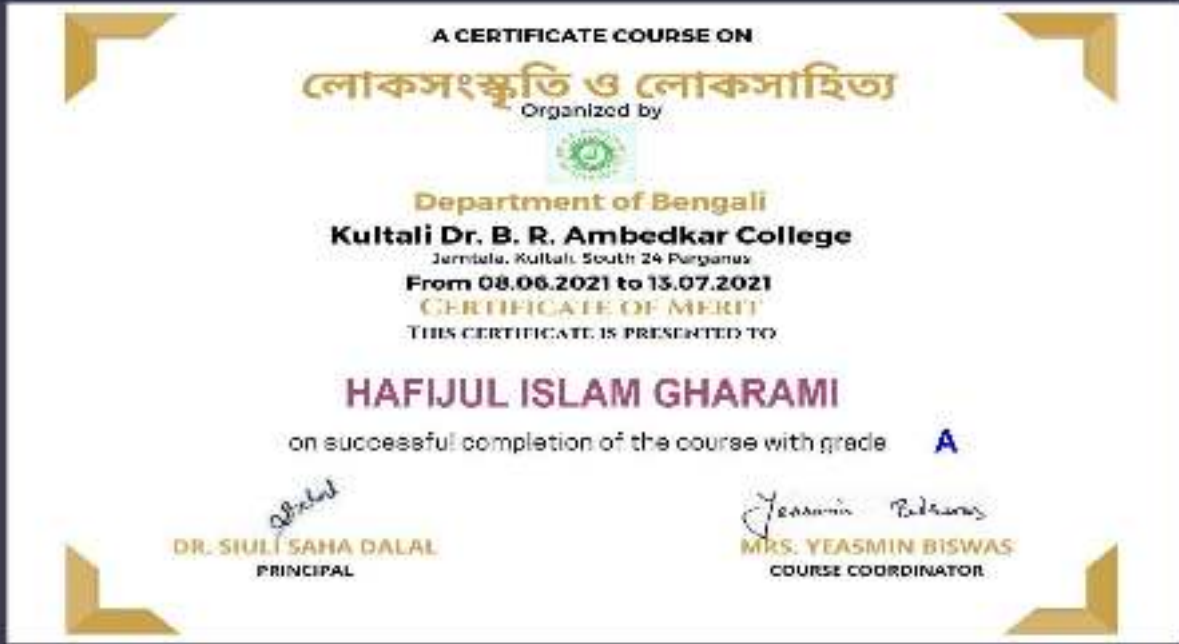 A CERTIFICATE COURSE ON
লোকসংস্কৃতি ও লোকসাহিত্য
Organized by
Department of Bengali
Kultali Dr. B. R. Ambedkar College
Jamtala, Kultali, South 24 Parganas
From 08.06.2021 to 13.07.2021
CERTIFICATE OF MERIT
THIS CERTIFICATE IS PRESENTED TO
HAFIJUL ISLAM GHARAMI
on successful completion of the course with grade A
Yeasmin Biswas
DR. SIULI SAHA DALAL
MRS. YEASMIN BISWAS
PRINCIPAL
COURSE COORDINATOR